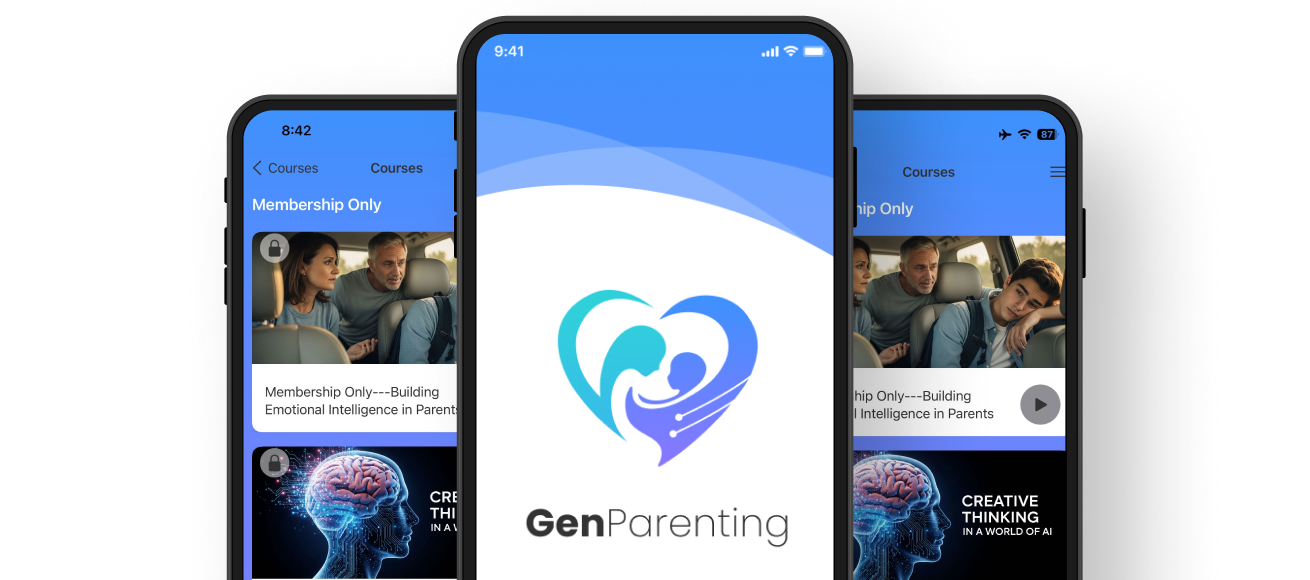 9:41
8:42
Courses
Courses
Membership Only
Membership Only---Building
Emotional Intelligence in Parents
CRE
THI
IN A W
GenParenting
87
Courses
hip Only
hip Only---Building
l Intelligence in Parents
CREATIVE
THINKING
IN A WORLD OF AI